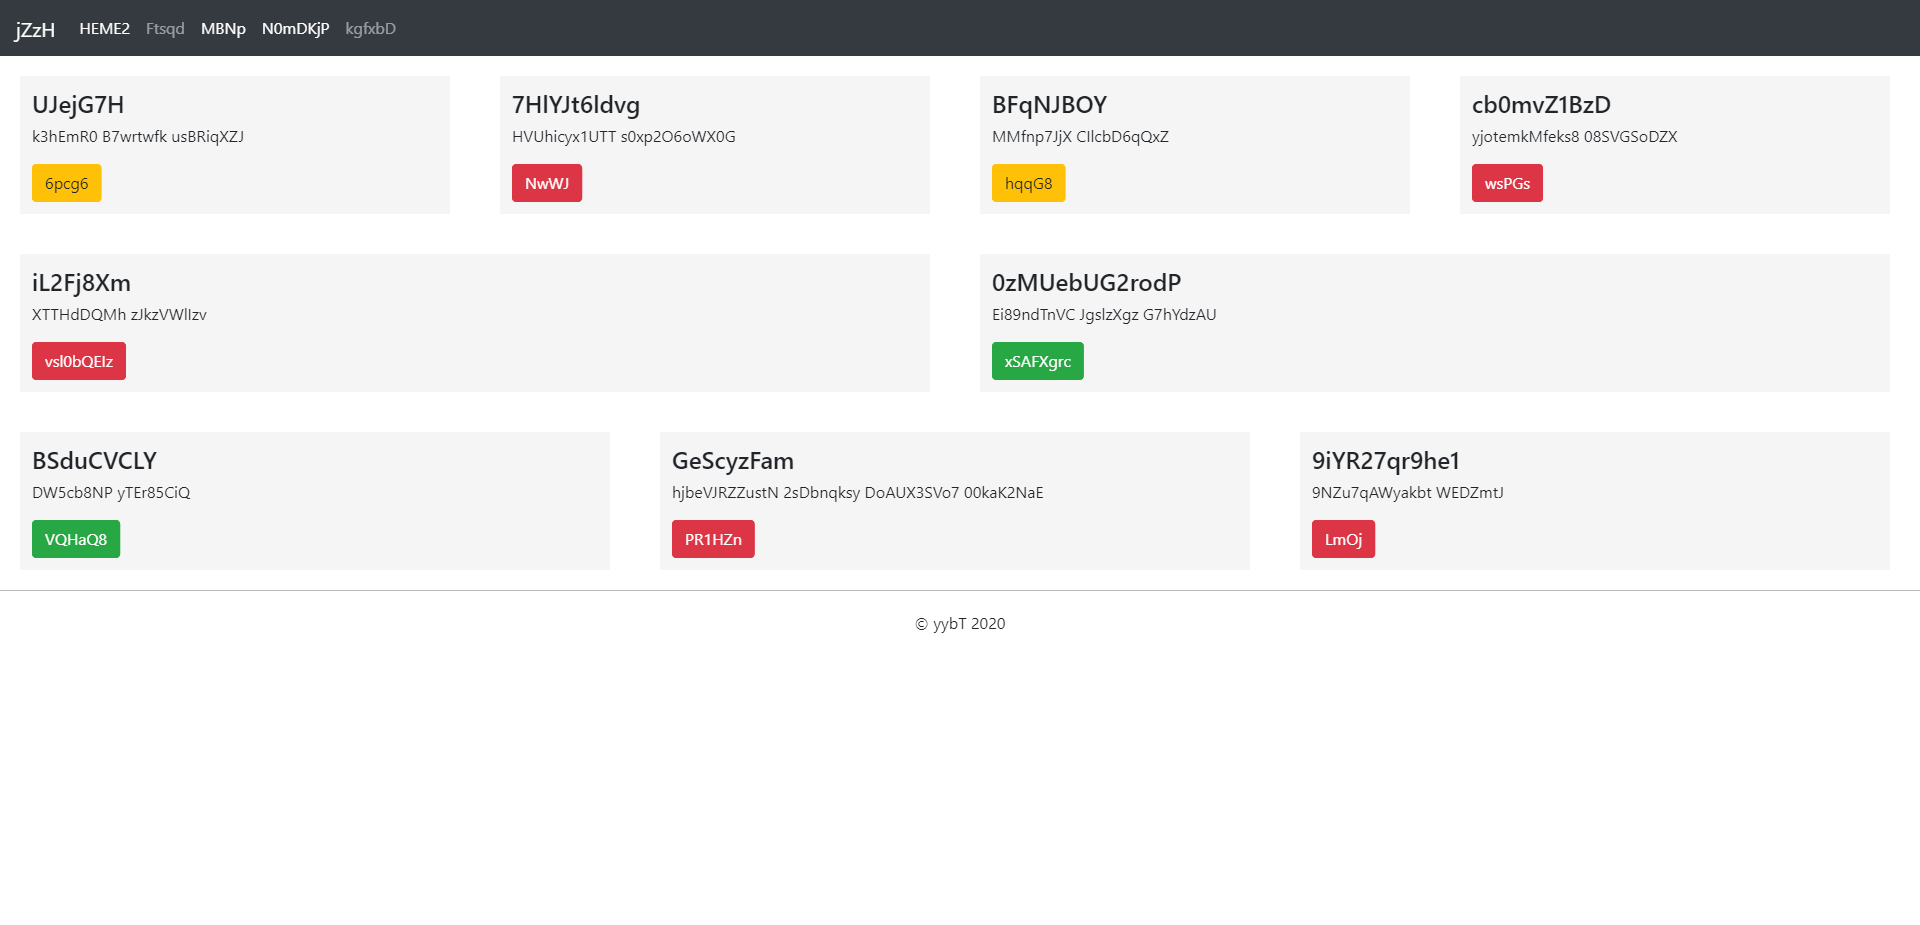 jZzH HEME2 Ftsqd MBNp N0mDKjP kgfxbD
UJejG7H
k3hEmR0 B7wrtwfk usBRiqXZJ
6pcg6
7HlYJt6ldvg
HVUhicyx1UTT s0xp2O6oWX0G
NwWJ
BFqNJBOY
MMfnp7JjX CIlcbD6qQxZ
hqqG8
cb0mvZ1BzD
yjotemkMfeks8 08SVGSoDZX
wsPGs
iL2Fj8Xm
XTTHdDQMh zJkzVWlIzv
vsl0bQEIz
0zMUebUG2rodP
Ei89ndTnVC JgslzXgz G7hYdzAU
xSAFXgrc
BSduCVCLY
DW5cb8NP yTEr85CiQ
VQHaQ8
GeScyzFam
hjbeVJRZZustN 2sDbnqksy DoAUX3SVo7 00kaK2NaE
PR1HZn
9iYR27qr9he1
9NZu7qAWyakbt WEDZmtJ
LmOj
© yybT 2020